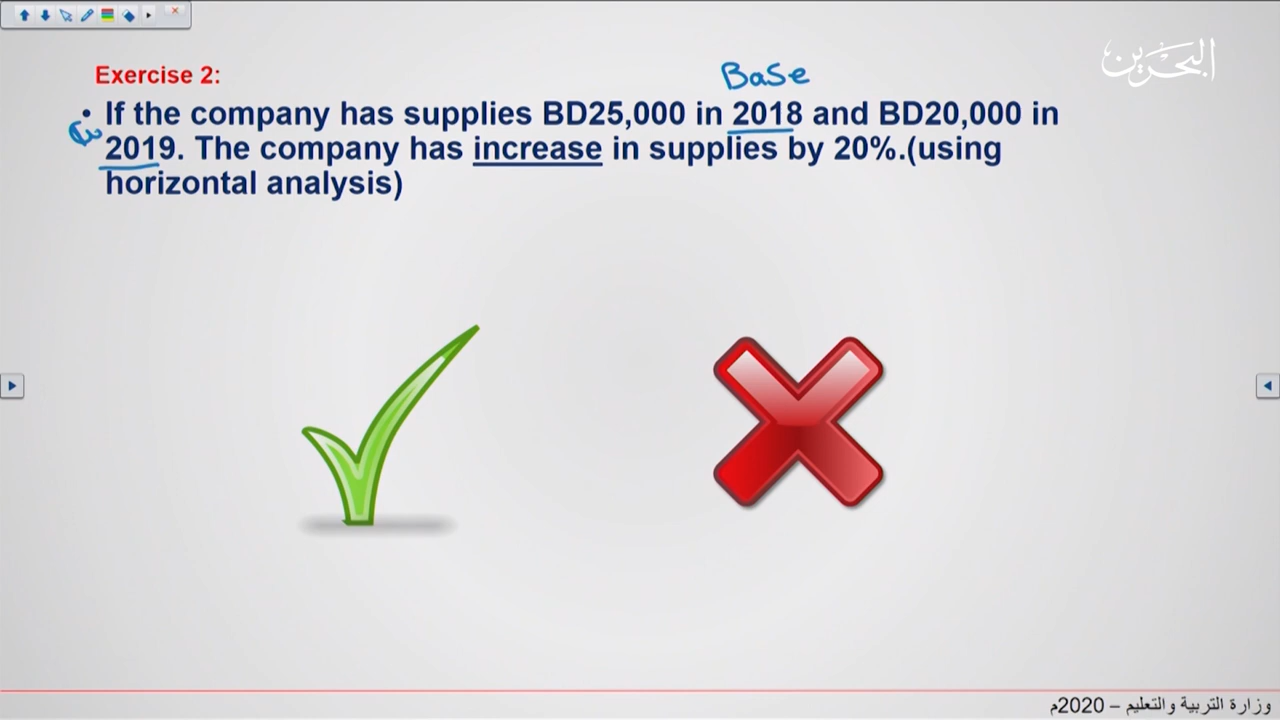 البحرين
Exercise 2:
Base
• If the company has supplies BD25,000 in 2018 and BD20,000 in
2019. The company has increase in supplies by 20%.(using
horizontal analysis)
وزارة التربية والتعليم – 2020م